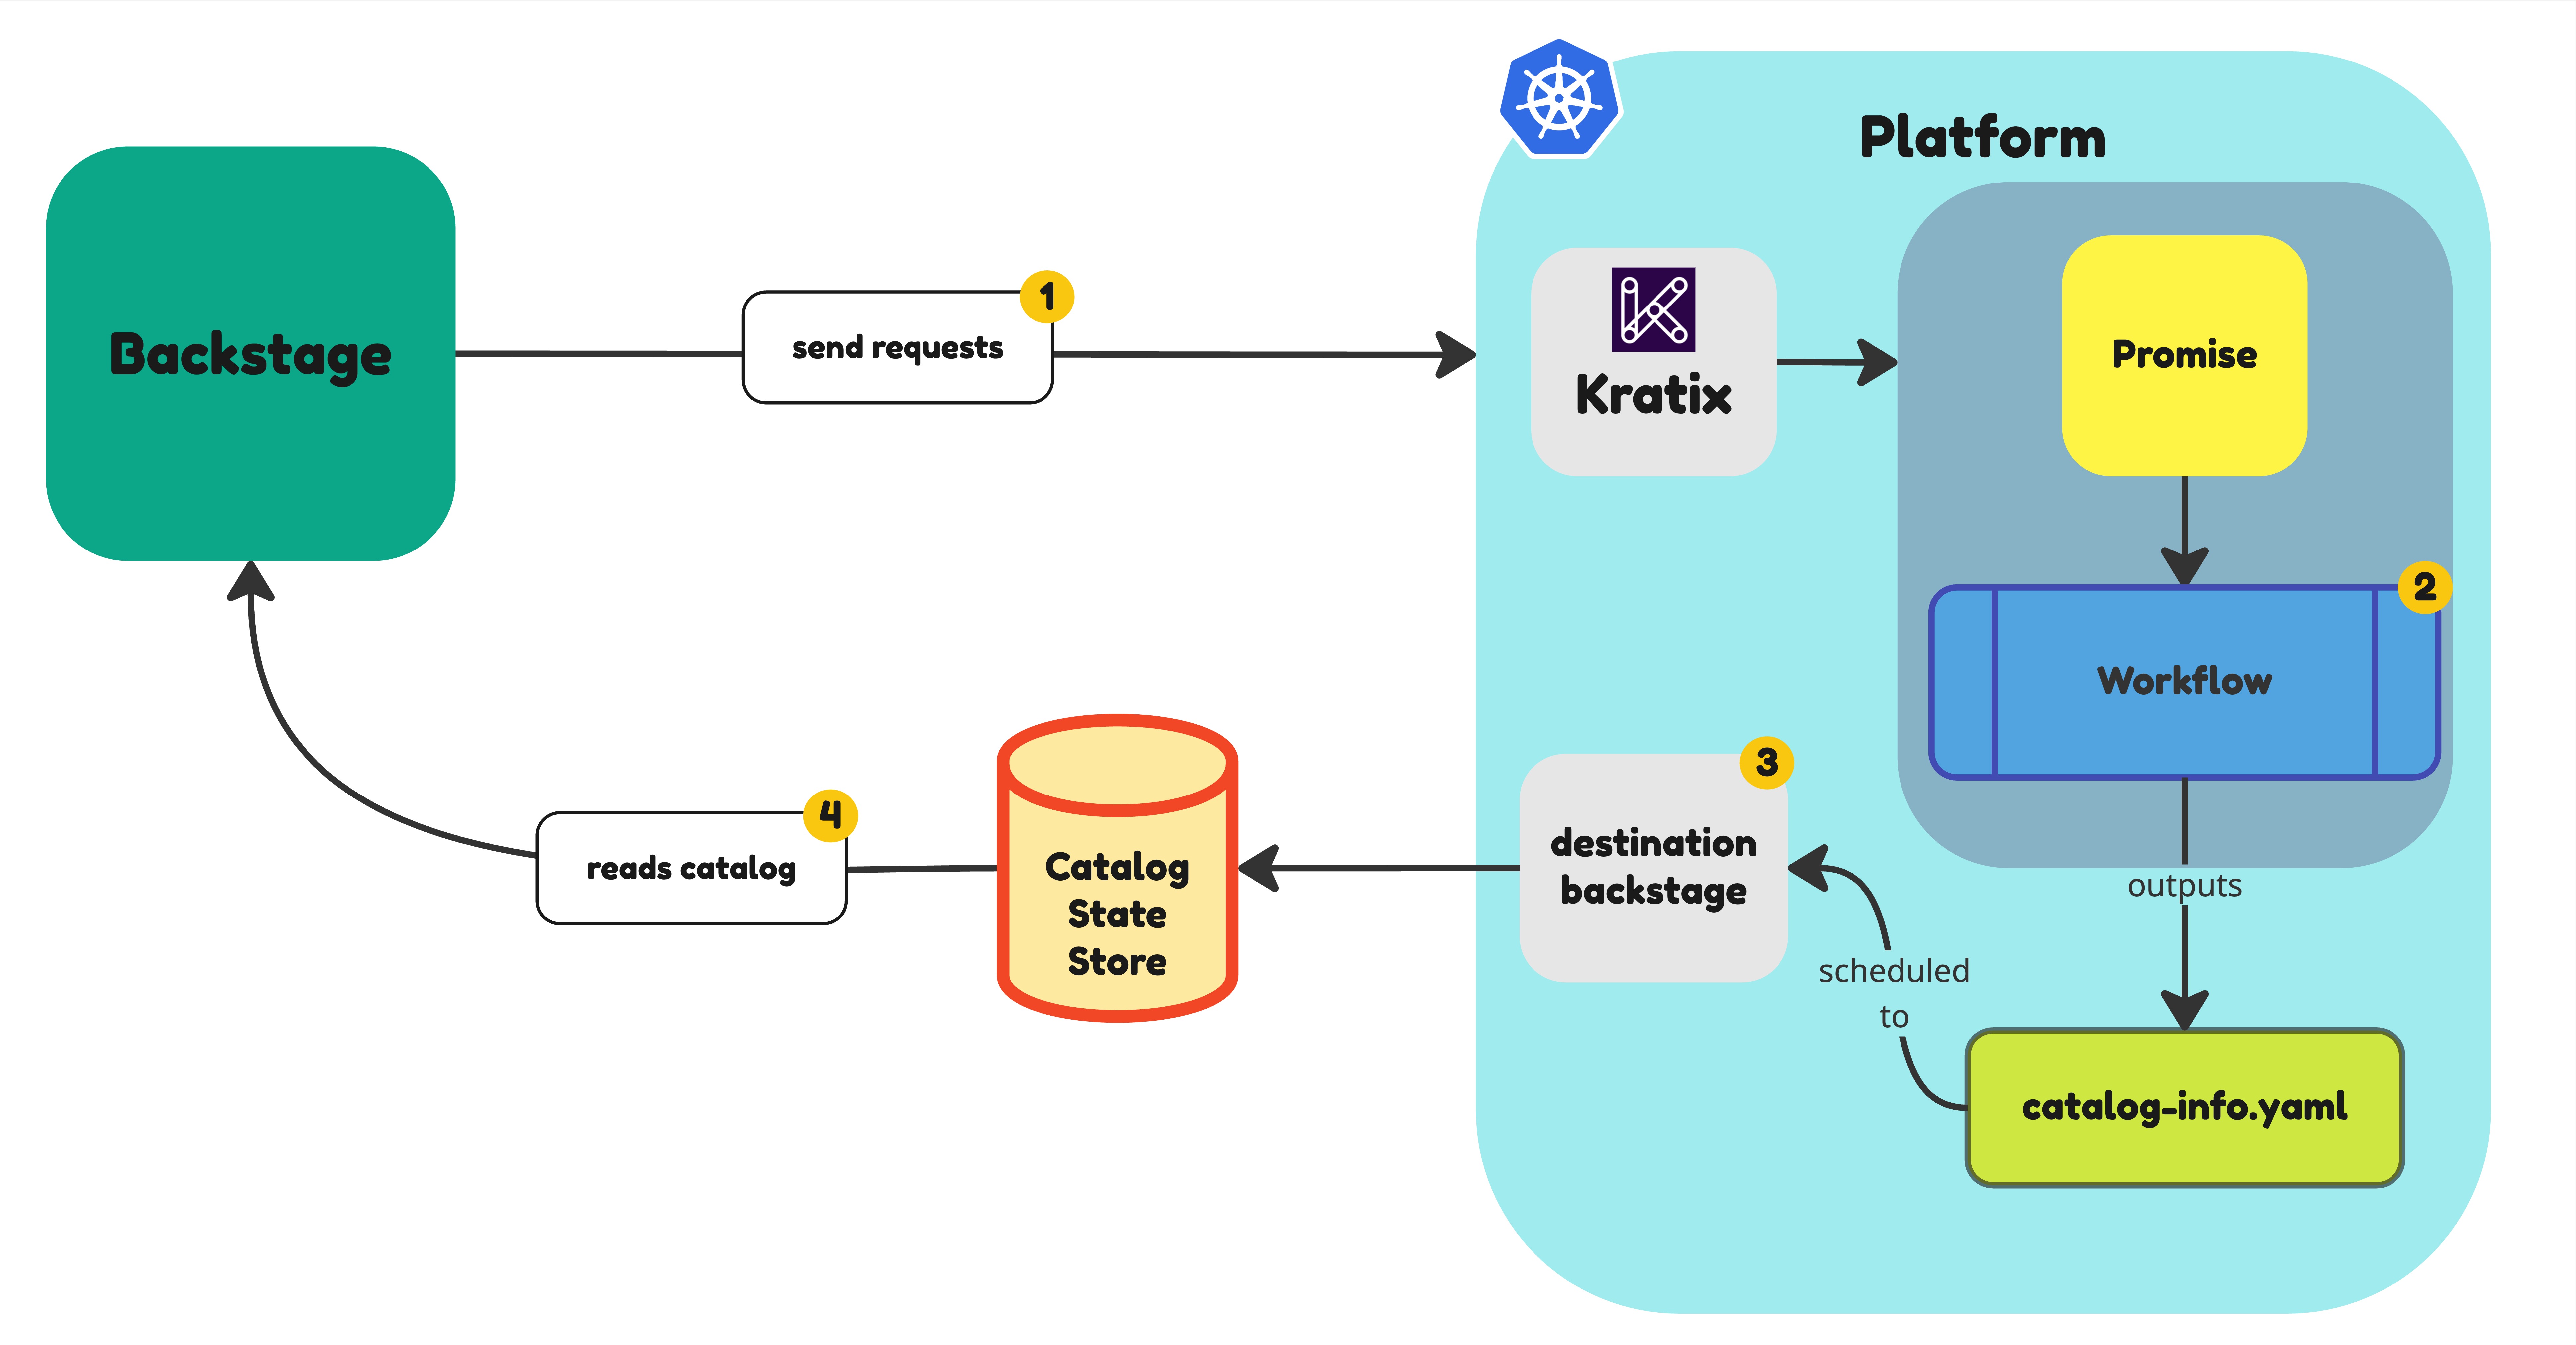 Platform
Backstage
1
send requests
Kratix
Promise
2
Workflow
3
destination
backstage
4
reads catalog
Catalog
State
Store
outputs
scheduled
to
catalog-info.yaml